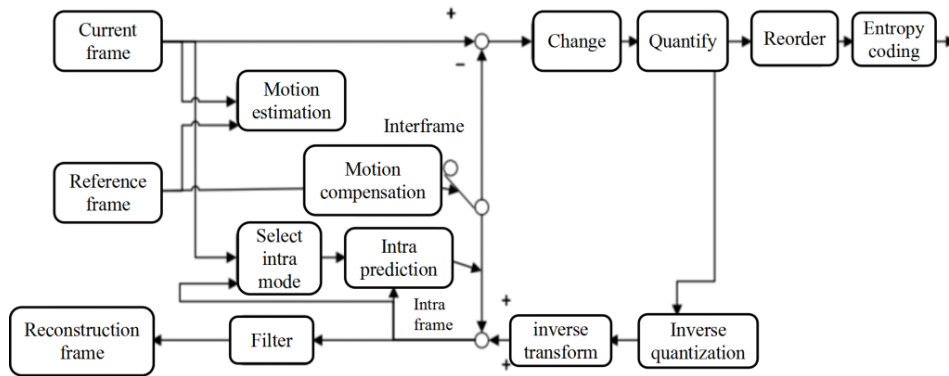 +
Current
frame
Change
Quantify
Reorder
Entropy
coding
−
Motion
estimation
Interframe
Reference
frame
Motion
compensation
Select
intra
mode
Intra
prediction
+
Intra
frame
Reconstruction
frame
Filter
inverse
transform
Inverse
quantization
+